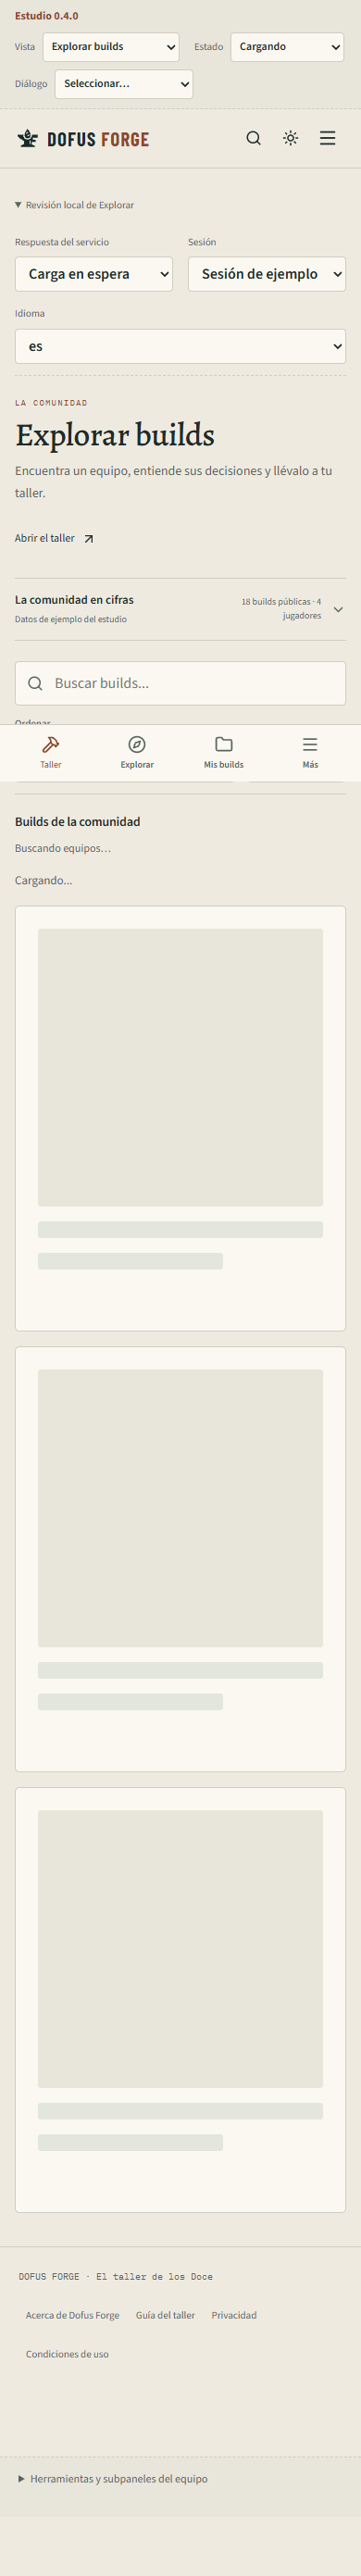 Estudio 0.4.0
Vista Explorar builds Estado Cargando
Diálogo Seleccionar...
DOFUS FORGE
▼ Revisión local de Explorar
Respuesta del servicio Sesión
Carga en espera Sesión de ejemplo
Idioma
es
LA COMUNIDAD
Explorar builds
Encuentra un equipo, entiende sus decisiones y llévalo a tu
taller.
Abrir el taller
La comunidad en cifras 18 builds públicas · 4
Datos de ejemplo del estudio jugadores
Buscar builds...
Ordenar
Taller Explorar Mis builds Más
Builds de la comunidad
Buscando equipos...
Cargando...
DOFUS FORGE · El taller de los Doce
Acerca de Dofus Forge Guía del taller Privacidad
Condiciones de uso
▶ Herramientas y subpaneles del equipo